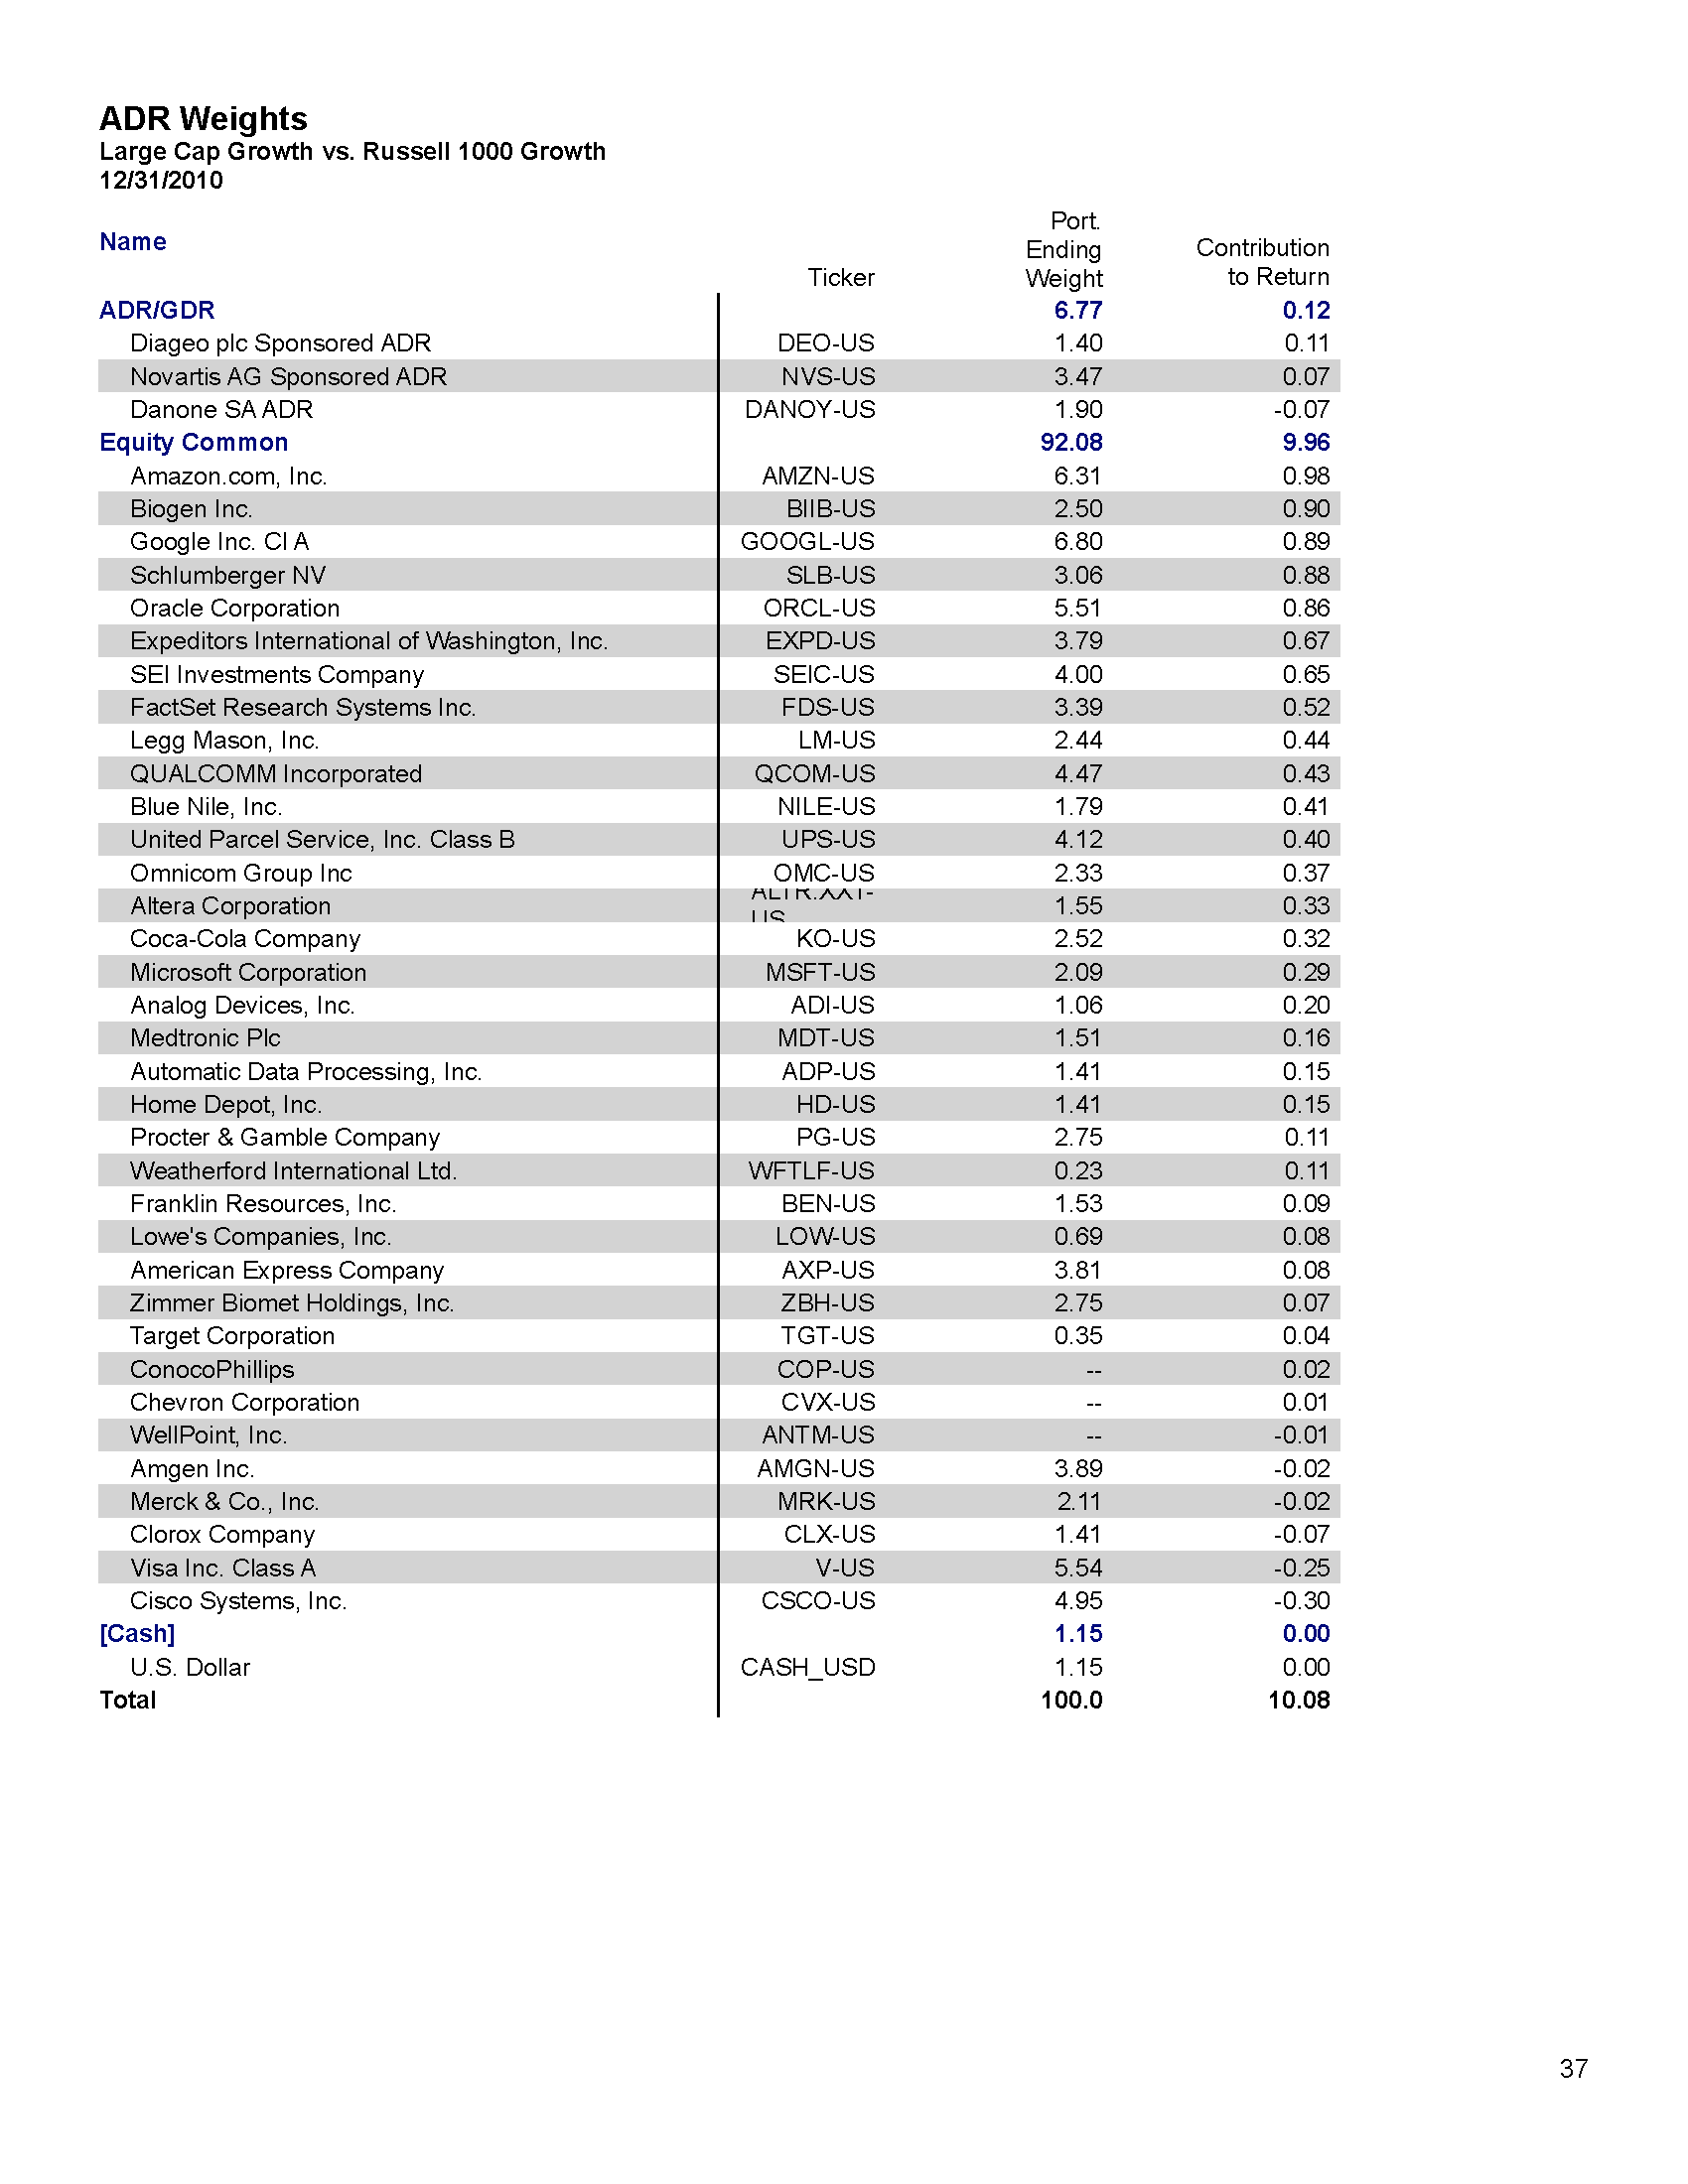 ADR Weights
Large Cap Growth vs. Russell 1000 Growth
12/31/2010
Name Ticker Port. Ending Weight Contribution to Return
ADR/GDR 6.77 0.12
Diageo plc Sponsored ADR DEO-US 1.40 0.11
Novartis AG Sponsored ADR NVS-US 3.47 0.07
Danone SA ADR DANOY-US 1.90 -0.07
Equity Common 92.08 9.96
Amazon.com, Inc. AMZN-US 6.31 0.98
Biogen Inc. BIIB-US 2.50 0.90
Google Inc. Cl A GOOGL-US 6.80 0.89
Schlumberger NV SLB-US 3.06 0.88
Oracle Corporation ORCL-US 5.51 0.86
Expeditors International of Washington, Inc. EXPD-US 3.79 0.67
SEI Investments Company SEIC-US 4.00 0.65
FactSet Research Systems Inc. FDS-US 3.39 0.52
Legg Mason, Inc. LM-US 2.44 0.44
QUALCOMM Incorporated QCOM-US 4.47 0.43
Blue Nile, Inc. NILE-US 1.79 0.41
United Parcel Service, Inc. Class B UPS-US 4.12 0.40
Omnicom Group Inc OMC-US 2.33 0.37
Altera Corporation US 1.55 0.33
Coca-Cola Company KO-US 2.52 0.32
Microsoft Corporation MSFT-US 2.09 0.29
Analog Devices, Inc. ADI-US 1.06 0.20
Medtronic Plc MDT-US 1.51 0.16
Automatic Data Processing, Inc. ADP-US 1.41 0.15
Home Depot, Inc. HD-US 1.41 0.15
Procter & Gamble Company PG-US 2.75 0.11
Weatherford International Ltd. WFTLF-US 0.23 0.11
Franklin Resources, Inc. BEN-US 1.53 0.09
Lowe's Companies, Inc. LOW-US 0.69 0.08
American Express Company AXP-US 3.81 0.08
Zimmer Biomet Holdings, Inc. ZBH-US 2.75 0.07
Target Corporation TGT-US 0.35 0.04
ConocoPhillips COP-US -- 0.02
Chevron Corporation CVX-US -- 0.01
WellPoint, Inc. ANTM-US -- -0.01
Amgen Inc. AMGN-US 3.89 -0.02
Merck & Co., Inc. MRK-US 2.11 -0.02
Clorox Company CLX-US 1.41 -0.07
Visa Inc. Class A V-US 5.54 -0.25
Cisco Systems, Inc. CSCO-US 4.95 -0.30
[Cash] 1.15 0.00
U.S. Dollar CASH_USD 1.15 0.00
Total 100.0 10.08
37